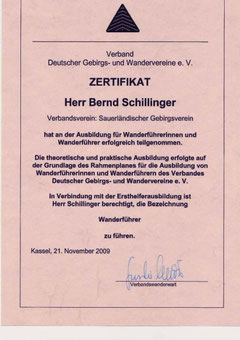 Verband
Deutscher Gebirgs- und Wandervereine e. V.
ZERTIFIKAT
Herr Bernd Schillinger
Verbandsverein: Sauerländischer Gebirgsverein
hat an der Ausbildung für Wanderführerinnen und
Wanderführer erfolgreich teilgenommen.
Die theoretische und praktische Ausbildung erfolgte auf
der Grundlage des Rahmenplanes für die Ausbildung von
Wanderführerinnen und Wanderführern des Verbandes
Deutscher Gebirgs- und Wandervereine e. V.
In Verbindung mit der Ersthelferausbildung ist
Herr Schillinger berechtigt, die Bezeichnung
Wanderführer
zu führen.
Kassel, 21. November 2009
Verbandswanderwart